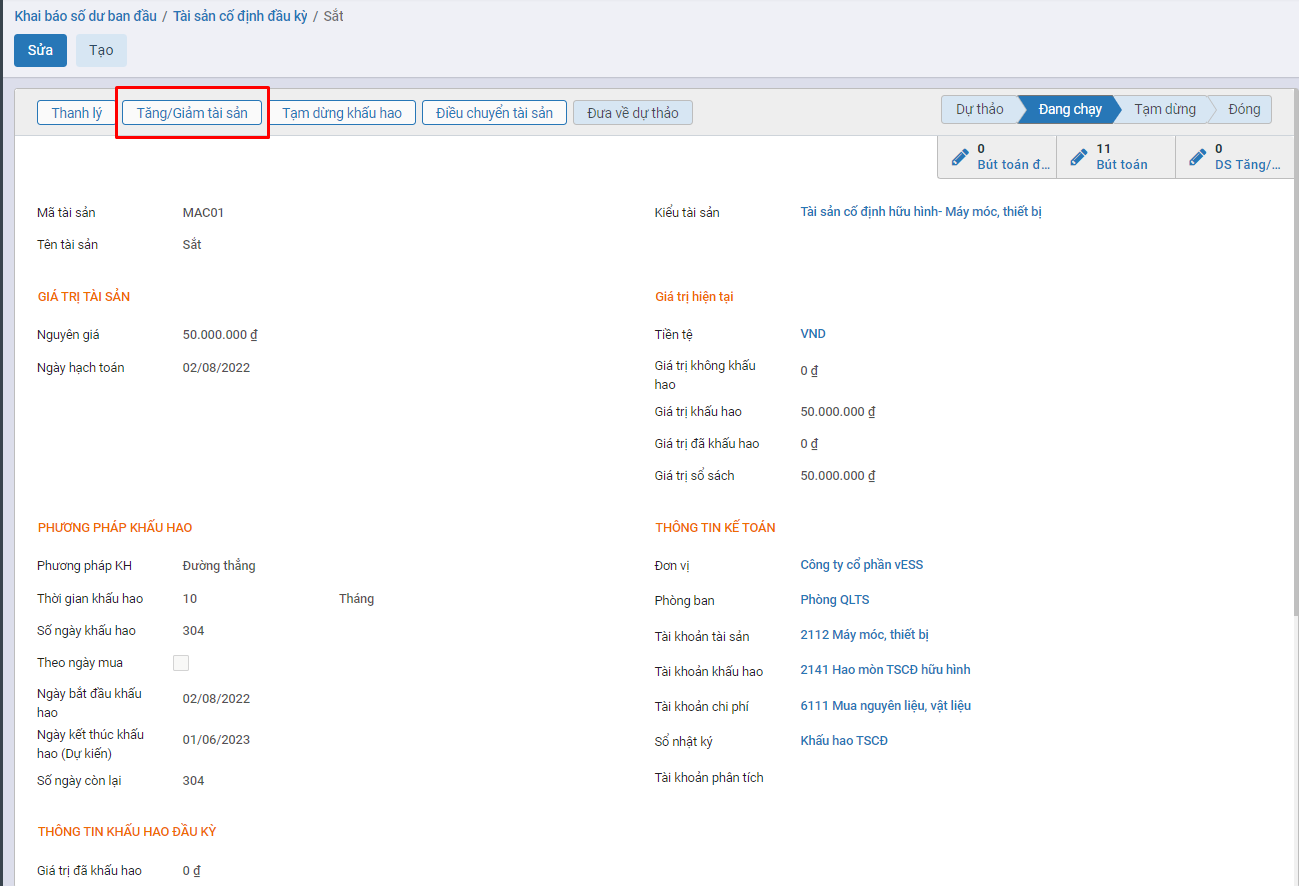 Khai báo số dư ban đầu / Tài sản cố định đầu kỳ / Sắt
Sửa Tạo
Thanh lý Tăng/Giảm tài sản Tạm dừng khấu hao Điều chuyển tài sản Đưa về dự thảo Dự thảo Đang chạy Tạm dừng Đóng
0 11 0
Bút toán đ... Bút toán DS Tăng/...
Mã tài sản MAC01 Kiểu tài sản Tài sản cố định hữu hình- Máy móc, thiết bị
Tên tài sản Sắt
GIÁ TRỊ TÀI SẢN Giá trị hiện tại
Nguyên giá 50.000.000 ₫ Tiền tệ VND
Ngày hạch toán 02/08/2022 Giá trị không khấu
hao 0 ₫
Giá trị khấu hao 50.000.000 ₫
Giá trị đã khấu hao 0 ₫
Giá trị sổ sách 50.000.000 ₫
PHƯƠNG PHÁP KHẤU HAO THÔNG TIN KẾ TOÁN
Phương pháp KH Đường thẳng Đơn vị Công ty cổ phần vESS
Thời gian khấu hao 10 Tháng Phòng ban Phòng QLTS
Số ngày khấu hao 304 Tài khoản tài sản 2112 Máy móc, thiết bị
Theo ngày mua Tài khoản khấu hao 2141 Hao mòn TSCĐ hữu hình
Ngày bắt đầu khấu
hao 02/08/2022 Tài khoản chi phí 6111 Mua nguyên liệu, vật liệu
Ngày kết thúc khấu
hao (Dự kiến) 01/06/2023 Sổ nhật ký Khấu hao TSCĐ
Số ngày còn lại 304 Tài khoản phân tích
THÔNG TIN KHẤU HAO ĐẦU KỲ
Giá trị đã khấu hao 0 ₫